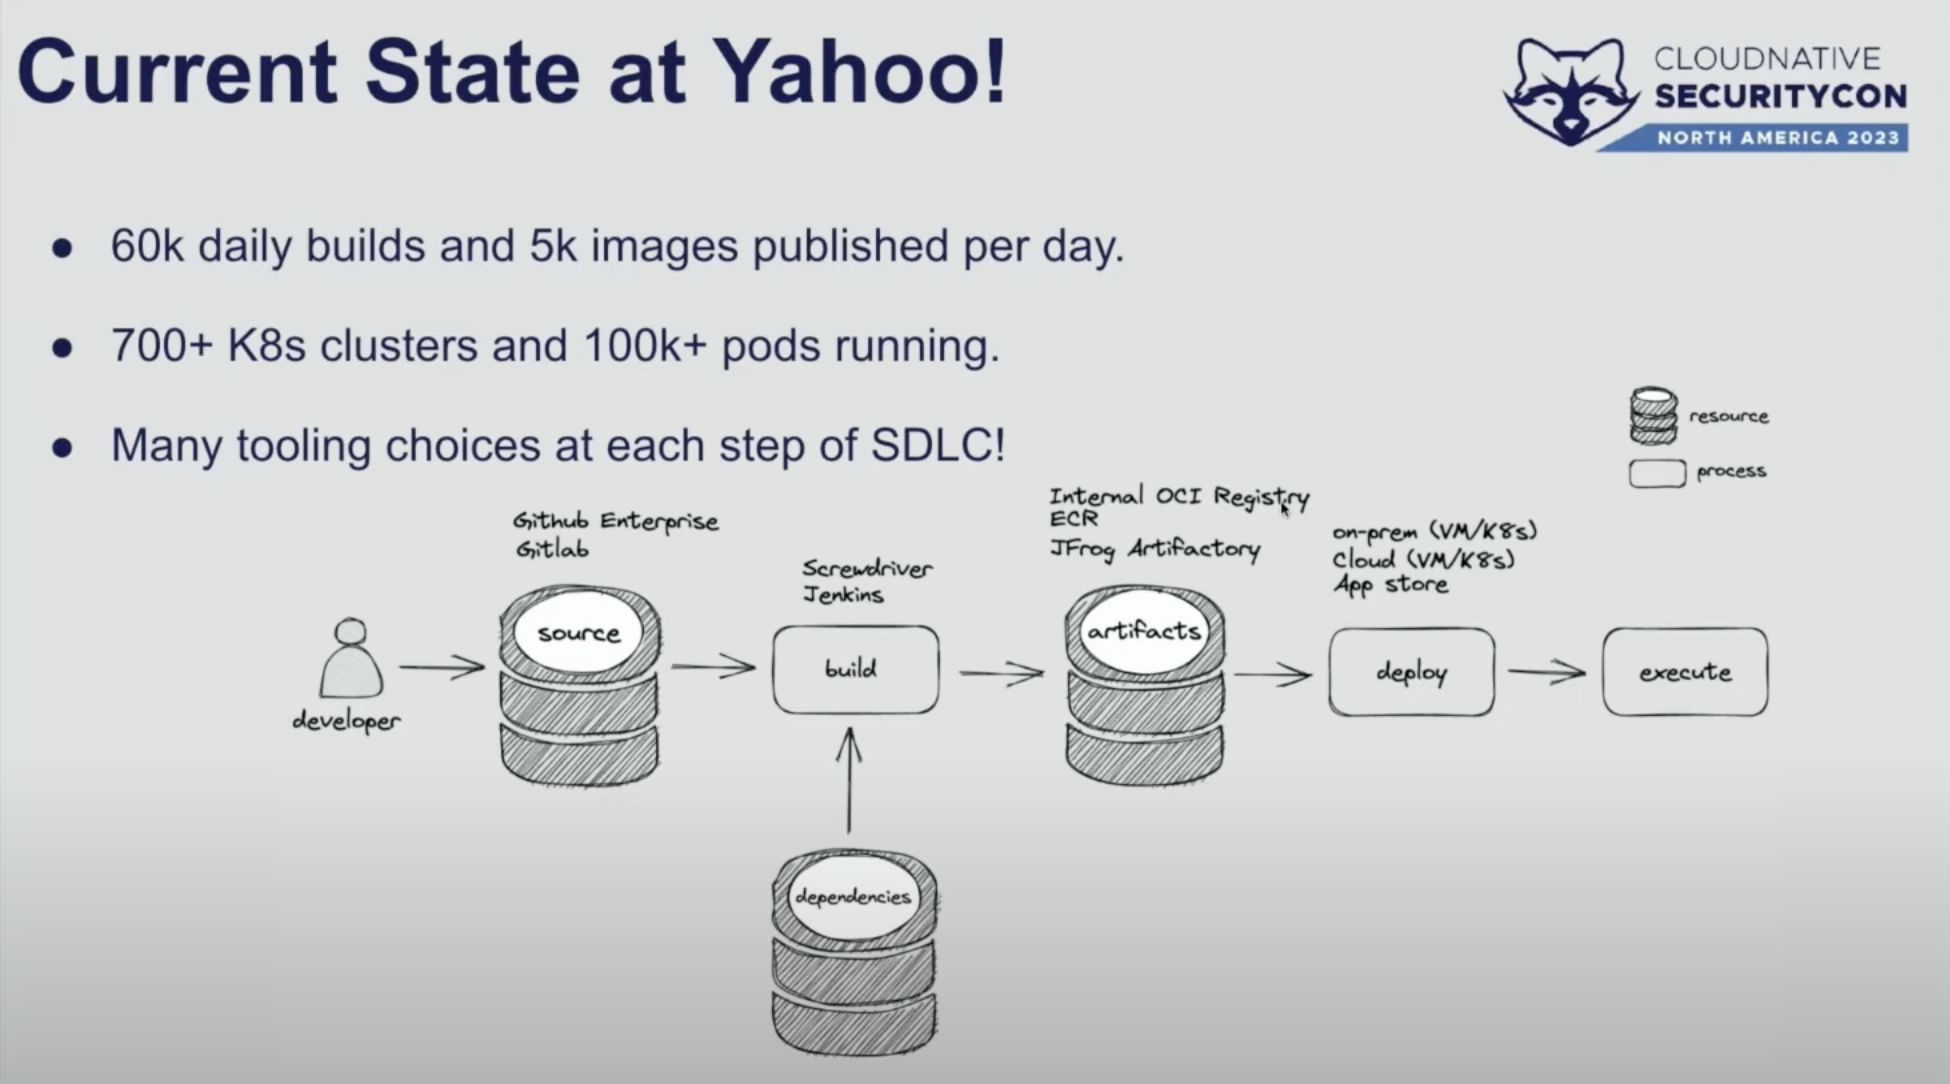 Current State at Yahoo!
CLOUDNATIVE
SECURITYCON
NORTH AMERICA 2023
● 60k daily builds and 5k images published per day.
● 700+ K8s clusters and 100k+ pods running.
● Many tooling choices at each step of SDLC!
resource
process
Github Enterprise
Gitlab
Screwdriver
Jenkins
Internal OCI Registry
ECR
JFrog Artifactory
on-prem (VM/K8s)
Cloud (VM/K8s)
App store
developer
source
build
artifacts
deploy
execute
dependencies